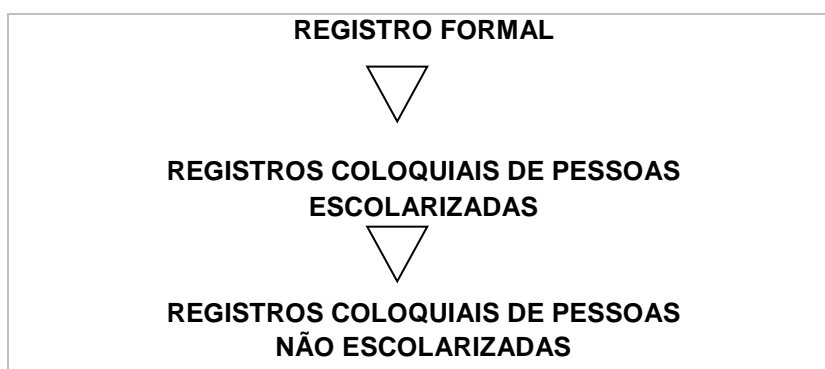 REGISTRO FORMAL
REGISTROS COLOQUIAIS DE PESSOAS
ESCOLARIZADAS
REGISTROS COLOQUIAIS DE PESSOAS
NÃO ESCOLARIZADAS